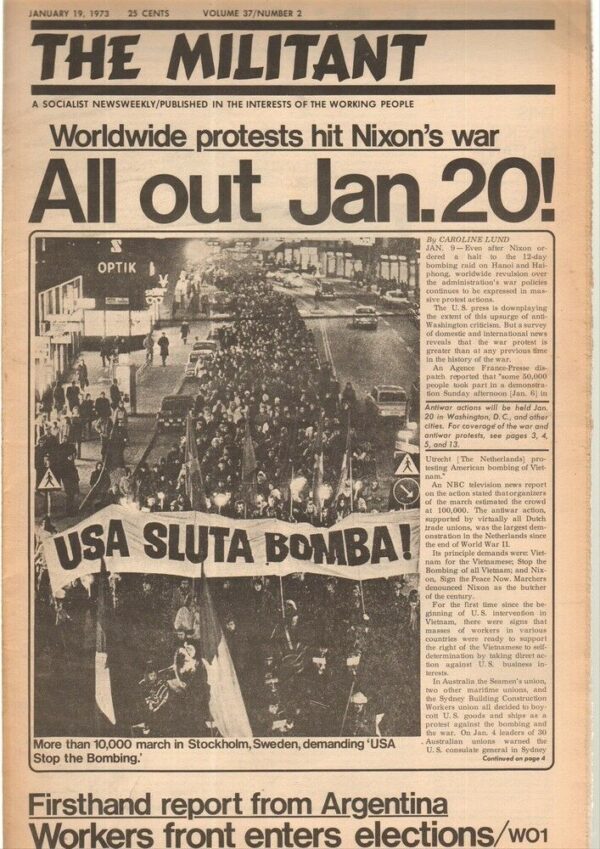 JANUARY 19, 1973 25 CENTS VOLUME 37/NUMBER 2
THE MILITANT
A SOCIALIST NEWSWEEKLY/PUBLISHED IN THE INTERESTS OF THE WORKING PEOPLE
Worldwide protests hit Nixon's war
All out Jan.20!
OPTIK
USA SLUTA BOMBA!
More than 10,000 march in Stockholm, Sweden, demanding 'USA
Stop the Bombing.'
By CAROLINE LUND
JAN. 9—Even after Nixon or-
dered a halt to the 12-day
bombing raid on Hanoi and Hai-
phong, worldwide revulsion over
the administration's war policies
continues to be expressed in mas-
sive protest actions.
The U.S. press is downplaying
the extent of this upsurge of anti-
Washington criticism. But a survey
of domestic and international news
reveals that the war protest is
greater than at any previous time
in the history of the war.
An Agence France-Presse dis-
patch reported that "some 50,000
people took part in a demonstra-
tion Sunday afternoon [Jan. 6] in
Antiwar actions will be held Jan.
20 in Washington, D.C., and other
cities. For coverage of the war and
antiwar protests, see pages 3, 4,
5, and 13.
Utrecht [The Netherlands] pro-
testing American bombing of Viet-
nam."
An NBC television news report
on the action stated that organizers
of the march estimated the crowd
at 100,000. The antiwar action,
supported by virtually all Dutch
trade unions, was the largest dem-
onstration in the Netherlands since
the end of World War II.
Its principle demands were: Viet-
nam for the Vietnamese; Stop the
Bombing of all Vietnam; and Nix-
on, Sign the Peace Now. Marchers
denounced Nixon as the butcher
of the century.
For the first time since the be-
ginning of U.S. intervention in
Vietnam, there were signs that
masses of workers in various
countries were ready to support
the right of the Vietnamese to self-
determination by taking direct ac-
tion against U.S. business in-
terests.
In Australia the Seamen's union,
two other maritime unions, and
the Sydney Building Construction
Workers union all decided to boy-
cott U.S. goods and ships as a
protest against the bombing and
the war. On Jan. 4 leaders of 30
Australian unions warned the
U.S. consulate general in Sydney
Continued on page 4
Firsthand report from Argentina
Workers front enters elections/WO1